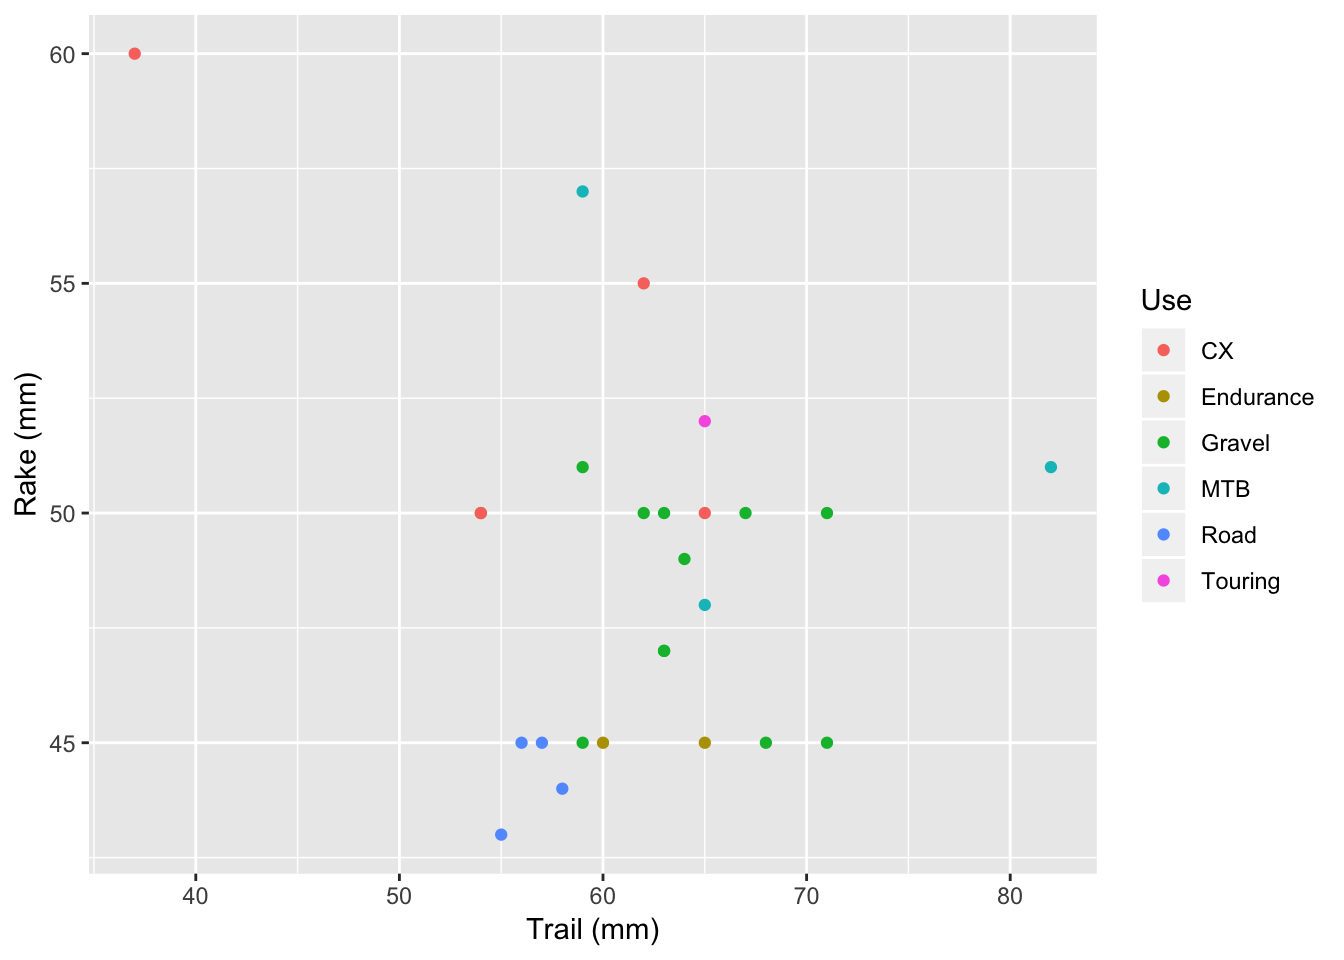 60
55
50
45
Rake (mm)
40
50
60
70
80
Trail (mm)
Use
CX
Endurance
Gravel
MTB
Road
Touring